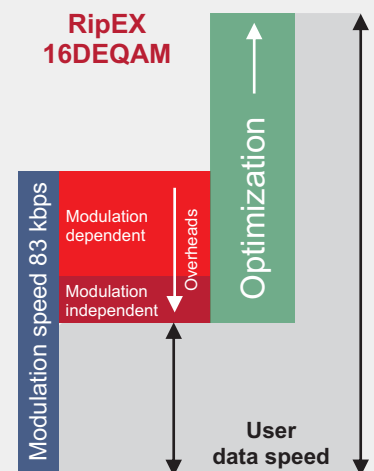 RipEX
16DEQAM
Modulation speed 83 kbps
Modulation
dependent
Modulation
independent
Overheads
Optimization
User
data speed